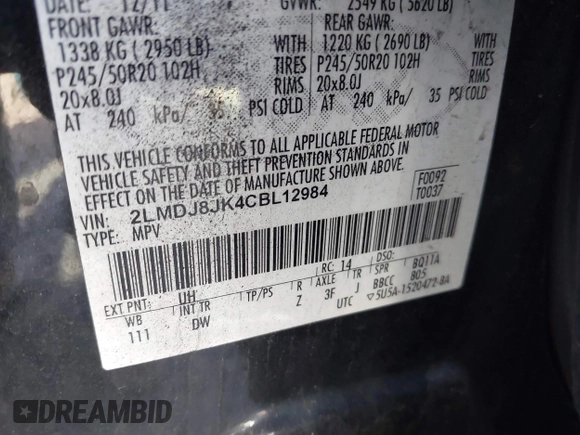 DATE: 12/11 GVWR: 2549 KG ( 5620 LB)
FRONT GAWR: REAR GAWR:
1338 KG ( 2950 LB) WITH 1220 KG ( 2690 LB) WITH
P245/50R20 102H TIRES P245/50R20 102H TIRES
20x8.0J RIMS 20x8.0J RIMS
AT 240 kPa/ 35 PSI COLD AT 240 kPa/ 35 PSI COLD
THIS VEHICLE CONFORMS TO ALL APPLICABLE FEDERAL MOTOR
VEHICLE SAFETY AND THEFT PREVENTION STANDARDS IN
EFFECT ON THE DATE OF MANUFACTURE SHOWN ABOVE.
VIN: 2LMDJ8JK4CBL12984 F0092
TYPE: MPV T0037
EXT PNT: UH RC: 14 DSO:
WB INT TR TP/PS R AXLE TR SPR BQ11A
111 DW Z 3F J BBCC 805
UTC ▽5U5A-1520472-BA
DREAMBID